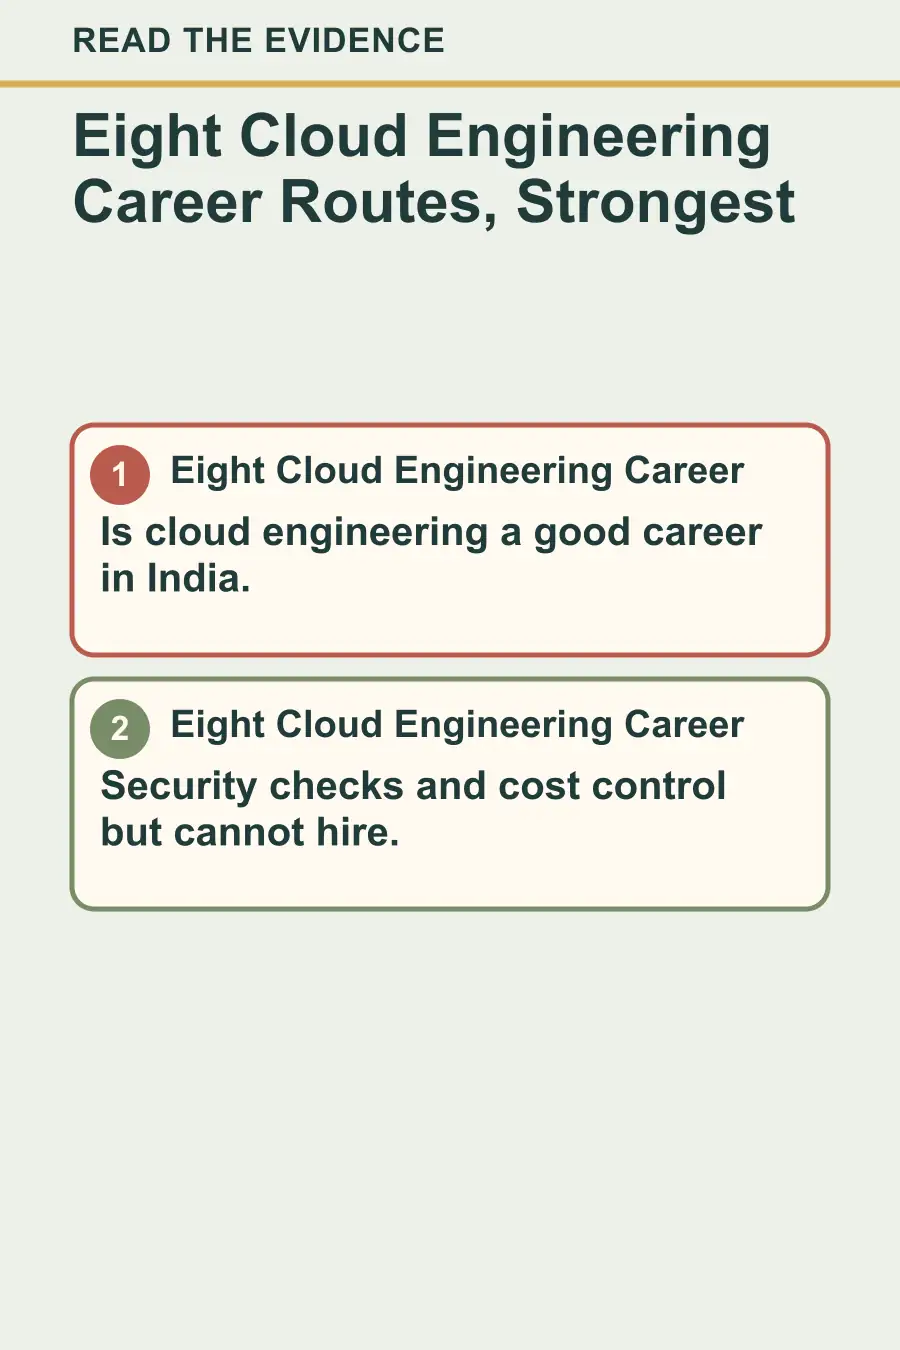 READ THE EVIDENCE
Eight Cloud Engineering
Career Routes, Strongest
1 Eight Cloud Engineering Career
Is cloud engineering a good career
in India.
2 Eight Cloud Engineering Career
Security checks and cost control
but cannot hire.